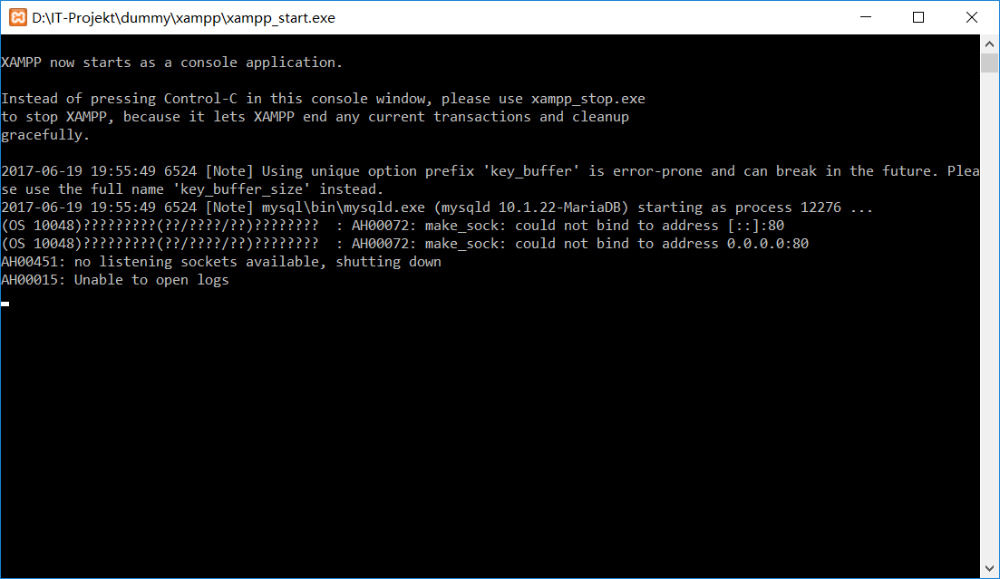 D:\IT-Projekt\dummy\xampp\xampp_start.exe
XAMPP now starts as a console application.
Instead of pressing Control-C in this console window, please use xampp_stop.exe
to stop XAMPP, because it lets XAMPP end any current transactions and cleanup
gracefully.
2017-06-19 19:55:49 6524 [Note] Using unique option prefix 'key_buffer' is error-prone and can break in the future. Plea
se use the full name 'key_buffer_size' instead.
2017-06-19 19:55:49 6524 [Note] mysql\bin\mysqld.exe (mysqld 10.1.22-MariaDB) starting as process 12276 ...
(OS 10048)?????????(??/????/??)????????  : AH00072: make_sock: could not bind to address [::]:80
(OS 10048)?????????(??/????/??)????????  : AH00072: make_sock: could not bind to address 0.0.0.0:80
AH00451: no listening sockets available, shutting down
AH00015: Unable to open logs